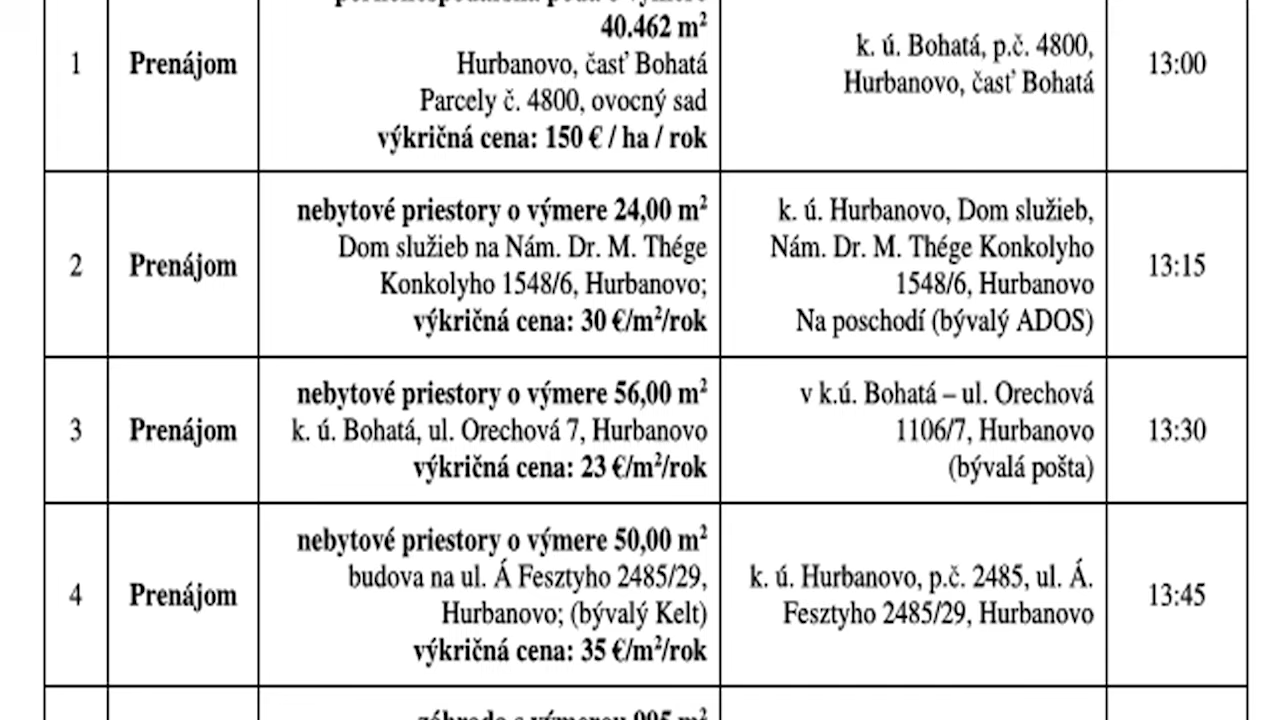 1
Prenájom
40.462 m²
Hurbanovo, časť Bohatá
Parcely č. 4800, ovocný sad
výkričná cena: 150 € / ha / rok
k. ú. Bohatá, p.č. 4800,
Hurbanovo, časť Bohatá
13:00
2
Prenájom
nebytové priestory o výmere 24,00 m²
Dom služieb na Nám. Dr. M. Thége
Konkolyho 1548/6, Hurbanovo;
výkričná cena: 30 €/m²/rok
k. ú. Hurbanovo, Dom služieb,
Nám. Dr. M. Thége Konkolyho
1548/6, Hurbanovo
Na poschodí (bývalý ADOS)
13:15
3
Prenájom
nebytové priestory o výmere 56,00 m²
k. ú. Bohatá, ul. Orechová 7, Hurbanovo
výkričná cena: 23 €/m²/rok
v k.ú. Bohatá – ul. Orechová
1106/7, Hurbanovo
(bývalá pošta)
13:30
4
Prenájom
nebytové priestory o výmere 50,00 m²
budova na ul. Á Fesztyho 2485/29,
Hurbanovo; (bývalý Kelt)
výkričná cena: 35 €/m²/rok
k. ú. Hurbanovo, p.č. 2485, ul. Á.
Fesztyho 2485/29, Hurbanovo
13:45